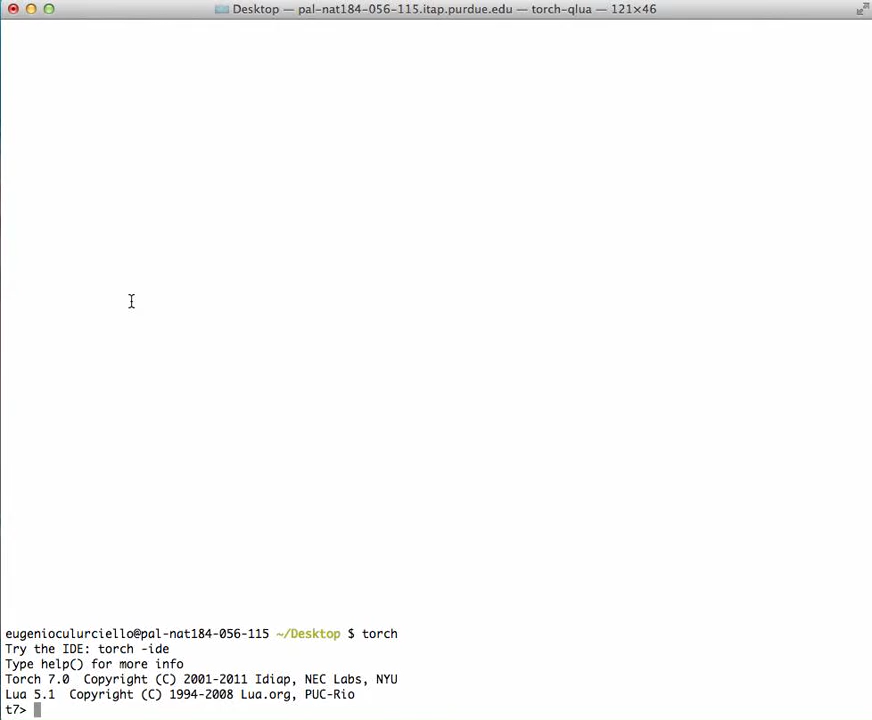 Desktop — pal-nat184-056-115.itap.purdue.edu — torch-qlua — 121×46
eugenioculurciello@pal-nat184-056-115 ~/Desktop $ torch
Try the IDE: torch -ide
Type help() for more info
Torch 7.0  Copyright (C) 2001-2011 Idiap, NEC Labs, NYU
Lua 5.1  Copyright (C) 1994-2008 Lua.org, PUC-Rio
t7>